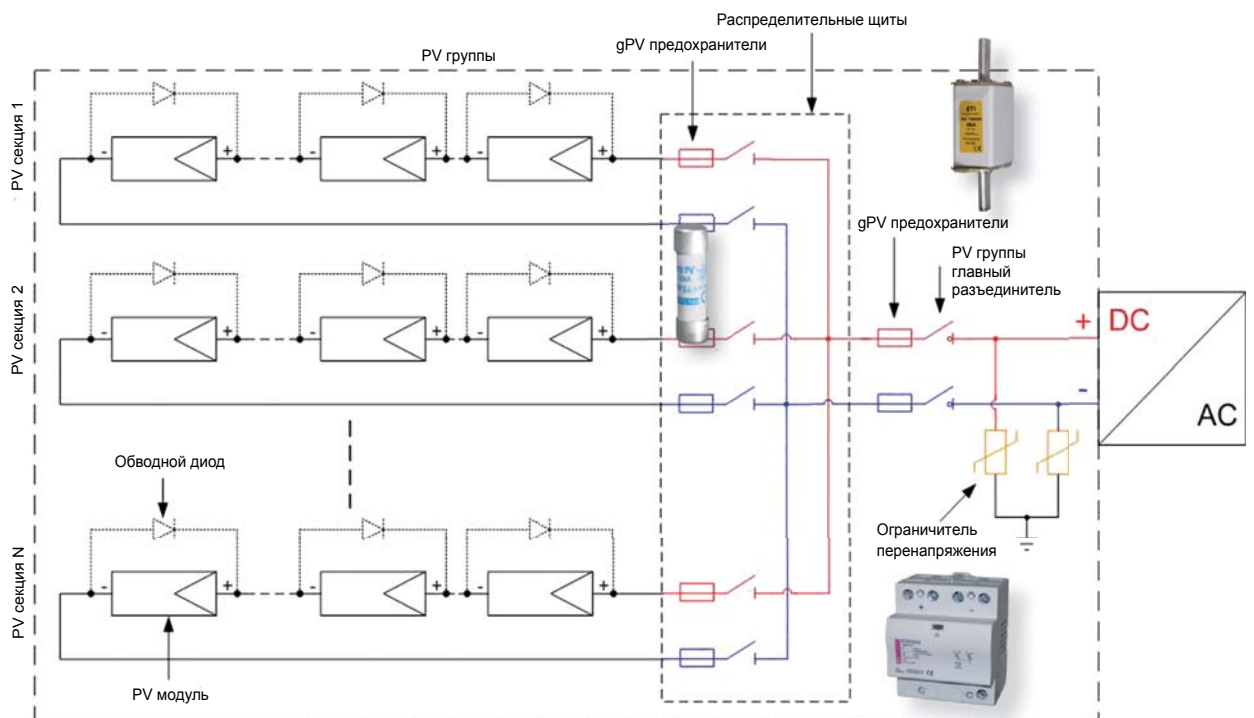 Распределительные щиты
gPV предохранители
PV группы
PV секция 1
- + - + - +
ETI
gPV предохранители
PV группы
главный
разъединитель
PV секция 2
- + - + - +
+ DC
-
AC
Обводной диод
Ограничитель
перенапряжения
PV секция N
- + - + - +
PV модуль